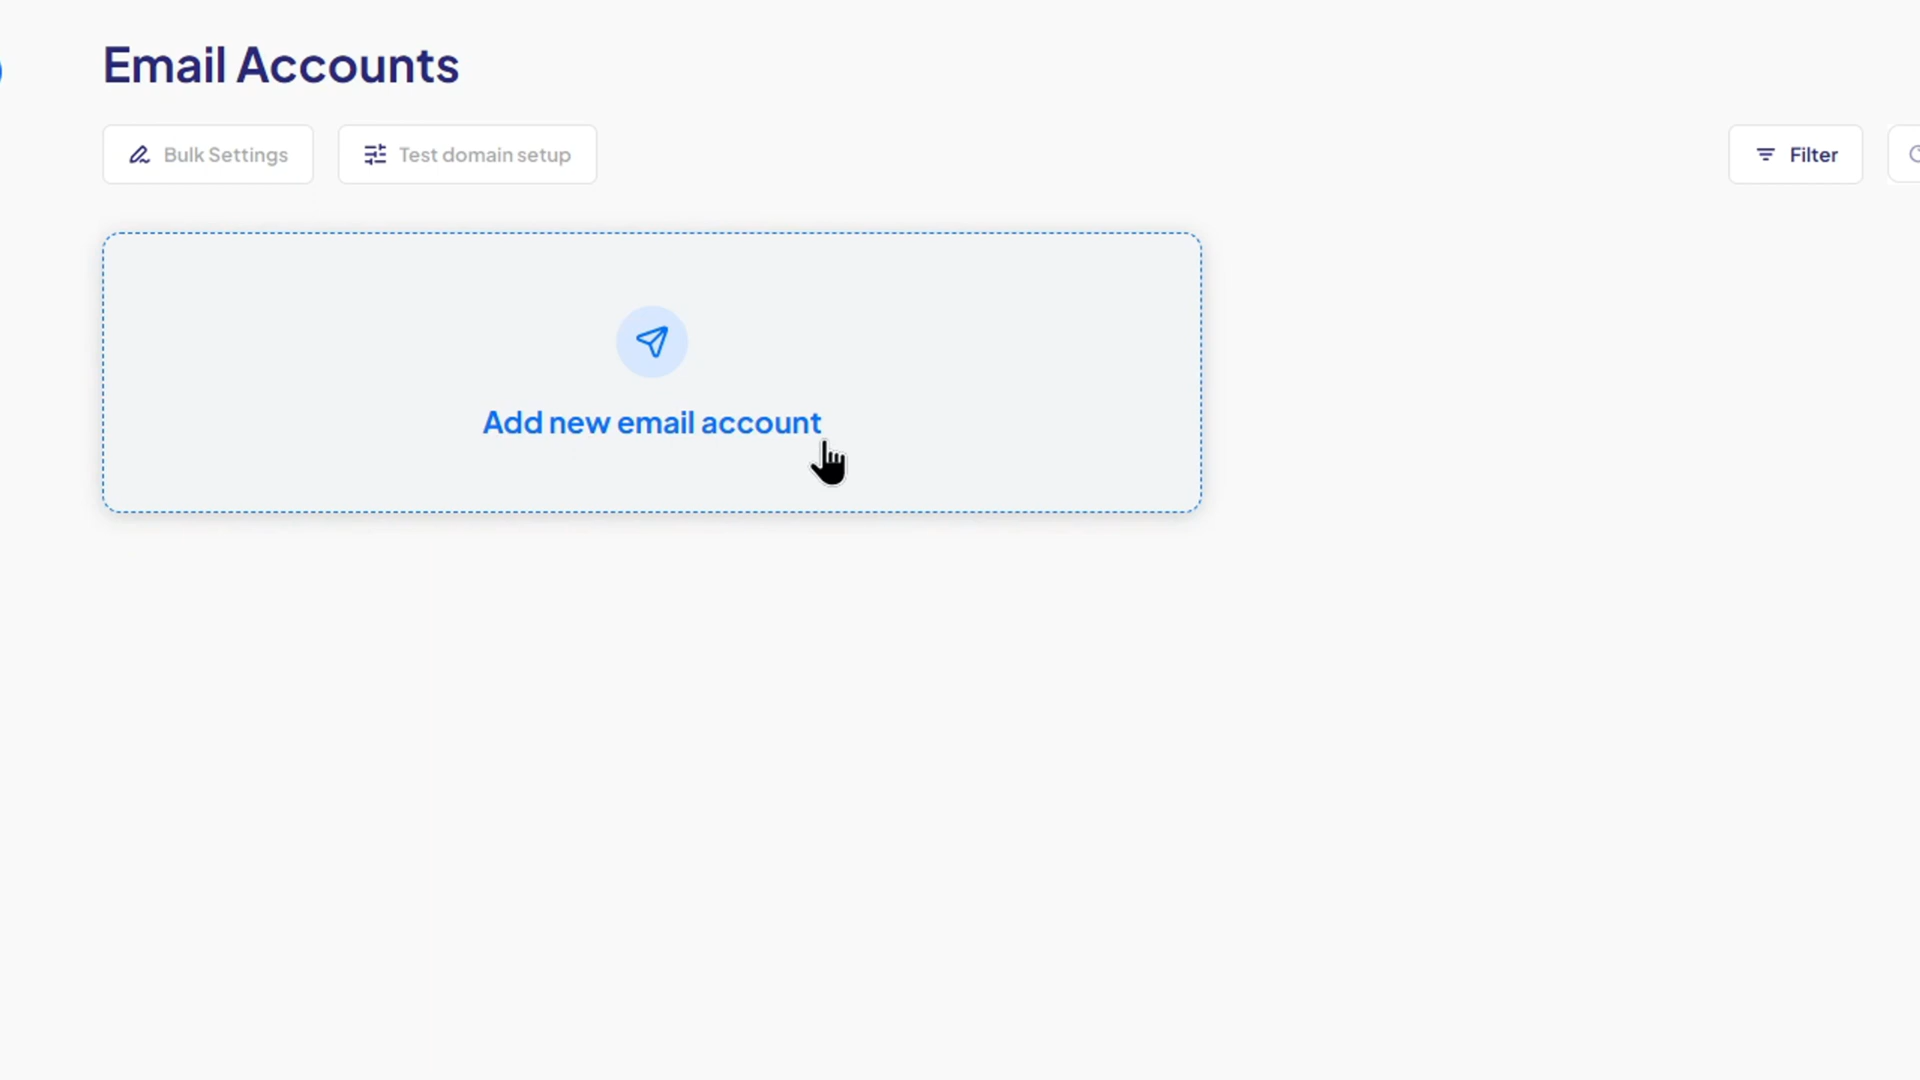 Email Accounts
Bulk Settings
Test domain setup
Filter
Add new email account